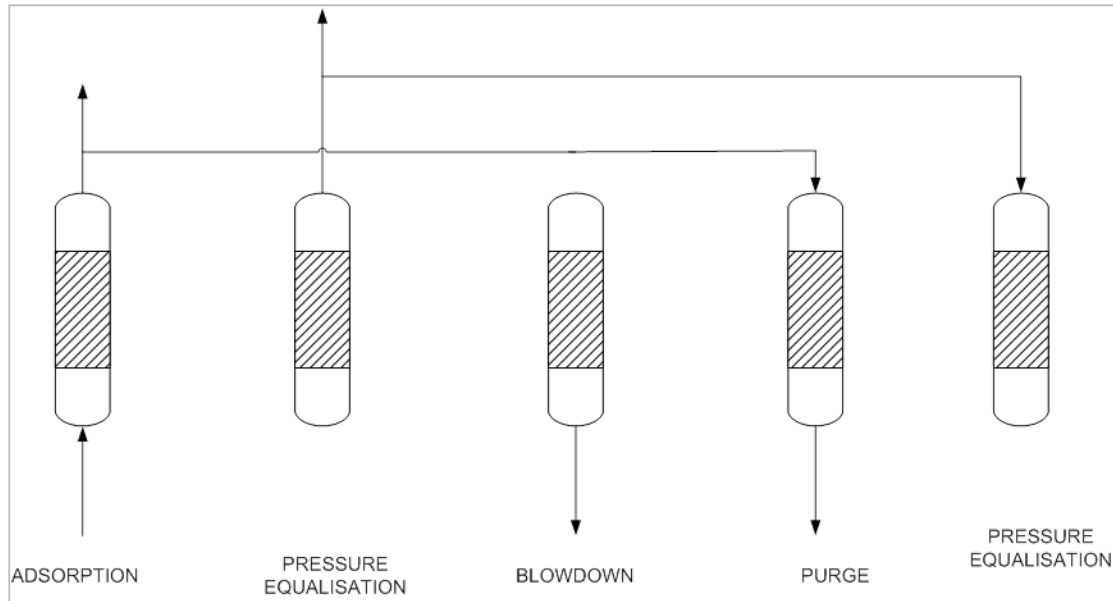 ADSORPTION
PRESSURE
EQUALISATION
BLOWDOWN
PURGE
PRESSURE
EQUALISATION